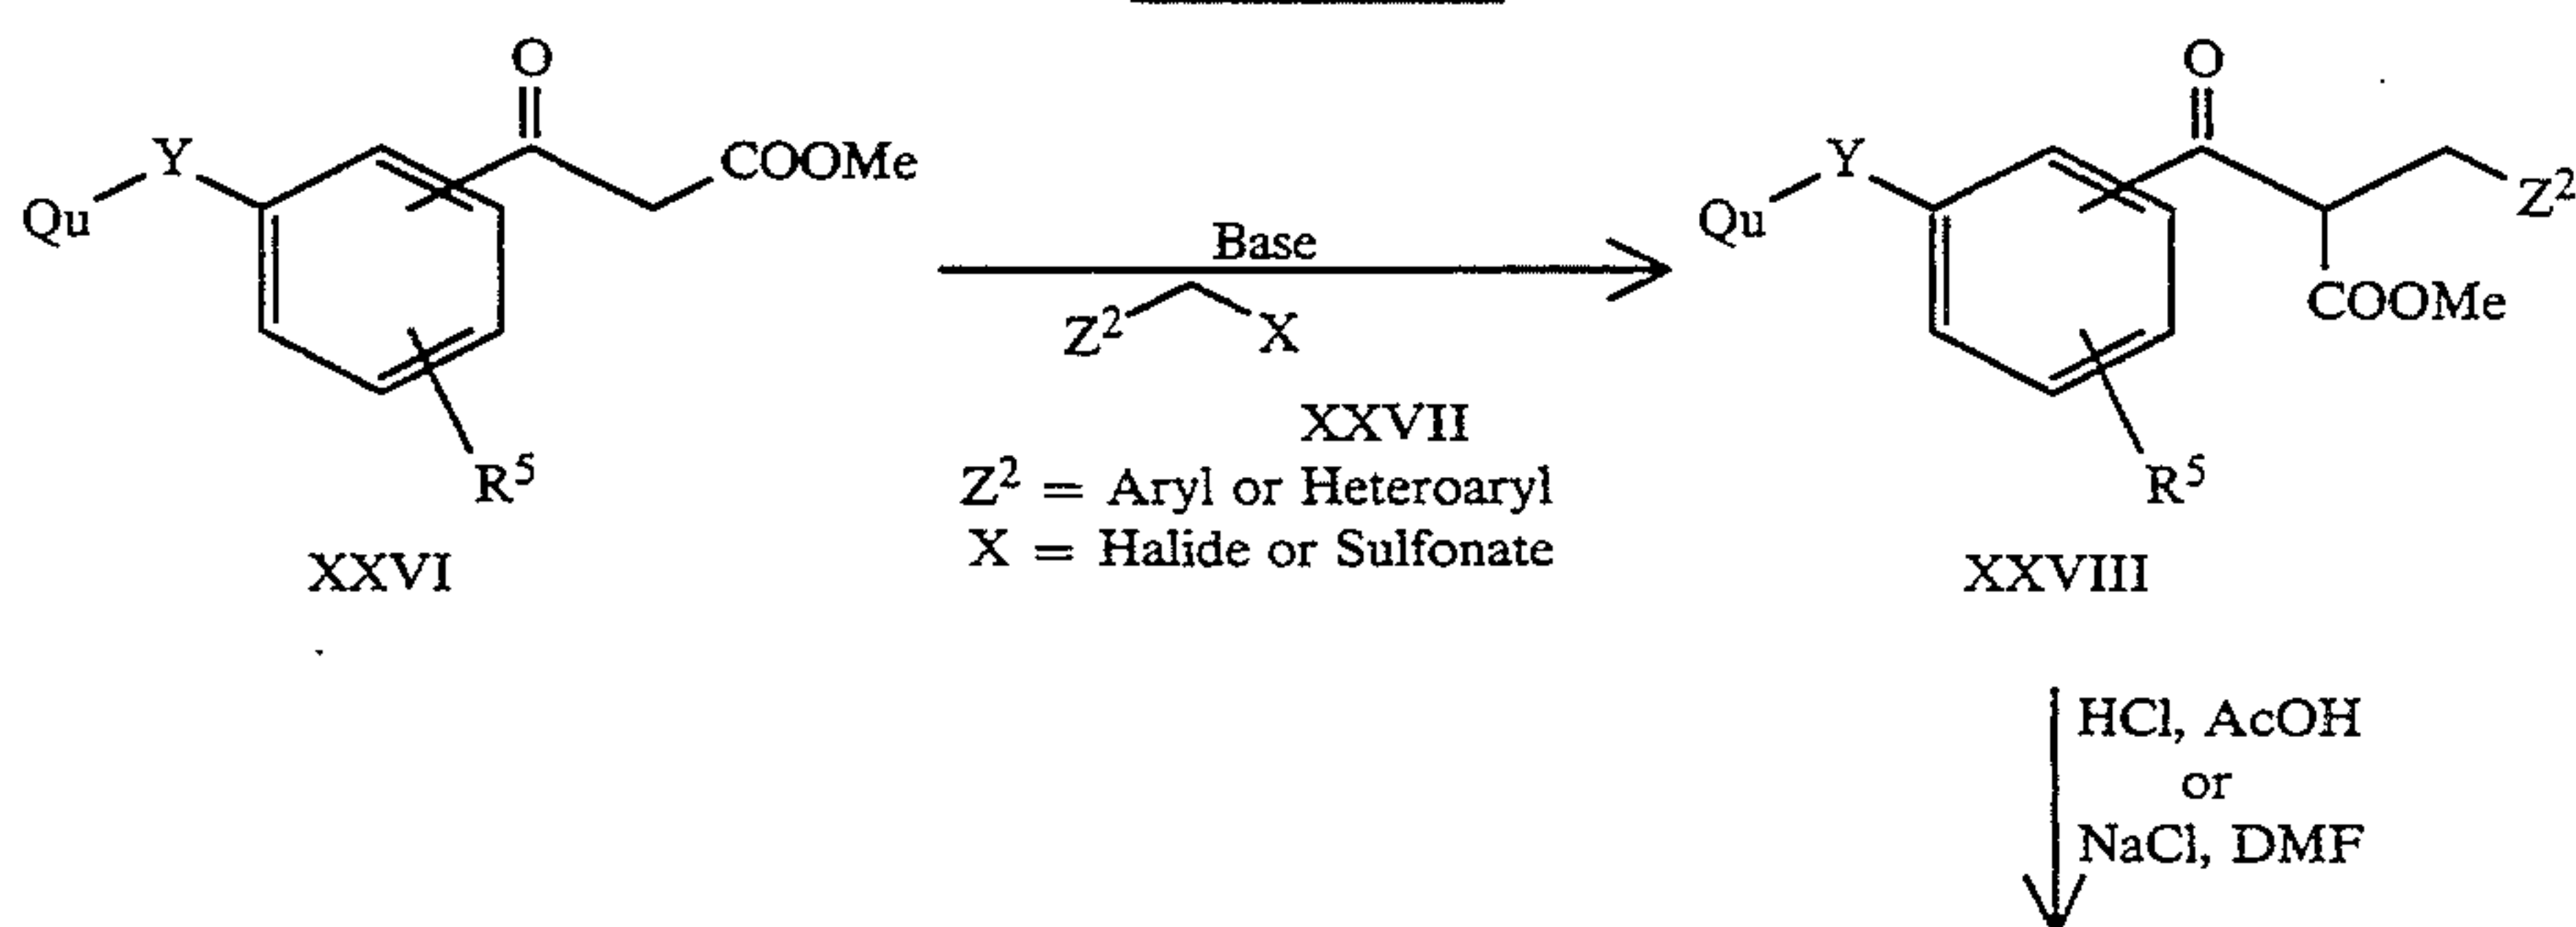 O
Y
COOMe
Qu
R⁵
XXVI
Base
Z² X
XXVII
Z² = Aryl or Heteroaryl
X = Halide or Sulfonate
O
Y
Z²
Qu
COOMe
R⁵
XXVIII
HCl, AcOH
or
NaCl, DMF